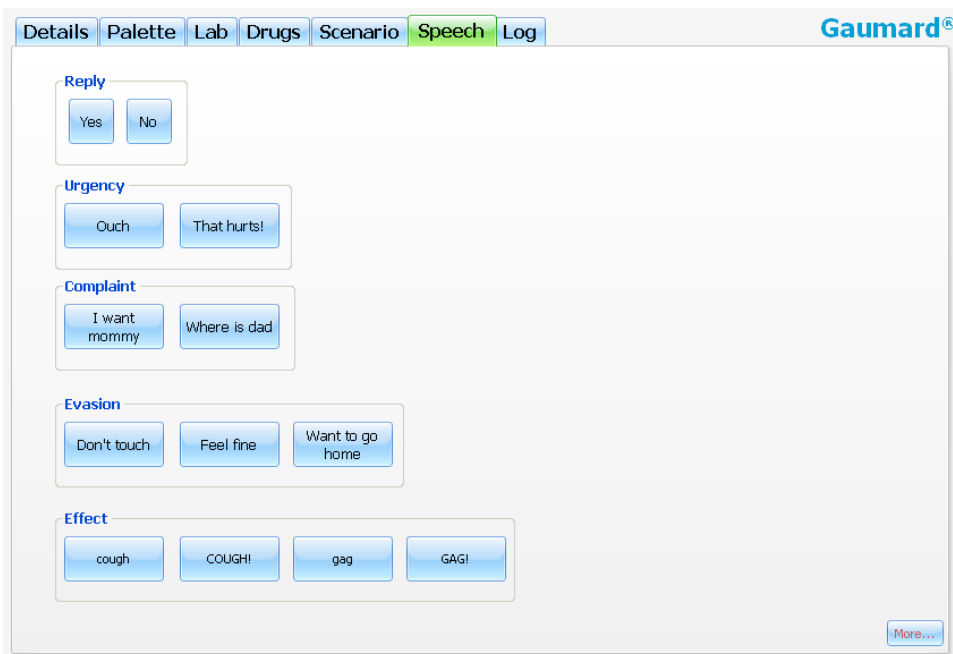 Details Palette Lab Drugs Scenario Speech Log Gaumard®
Reply
Yes No
Urgency
Ouch That hurts!
Complaint
I want
mommy
Where is dad
Evasion
Don't touch Feel fine
Want to go
home
Effect
cough COUGH! gag GAG!
More...